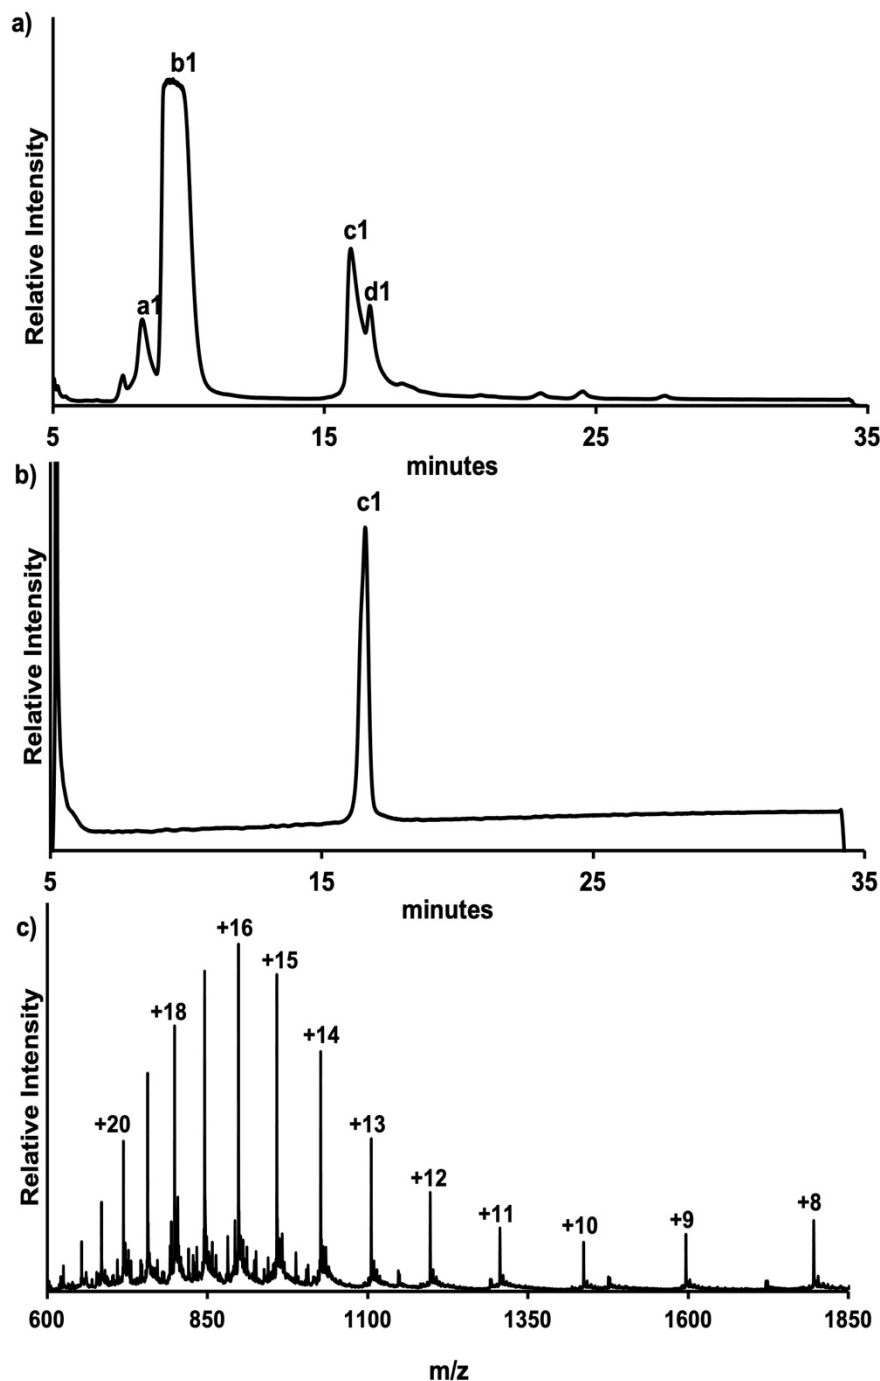 a)
b1
a1
c1
d1
Relative Intensity
5
15
25
35
minutes
b)
c1
Relative Intensity
5
15
25
35
minutes
c)
+16
+15
+18
+14
+20
+13
+12
+11
+10
+9
+8
Relative Intensity
600
850
1100
1350
1600
1850
m/z